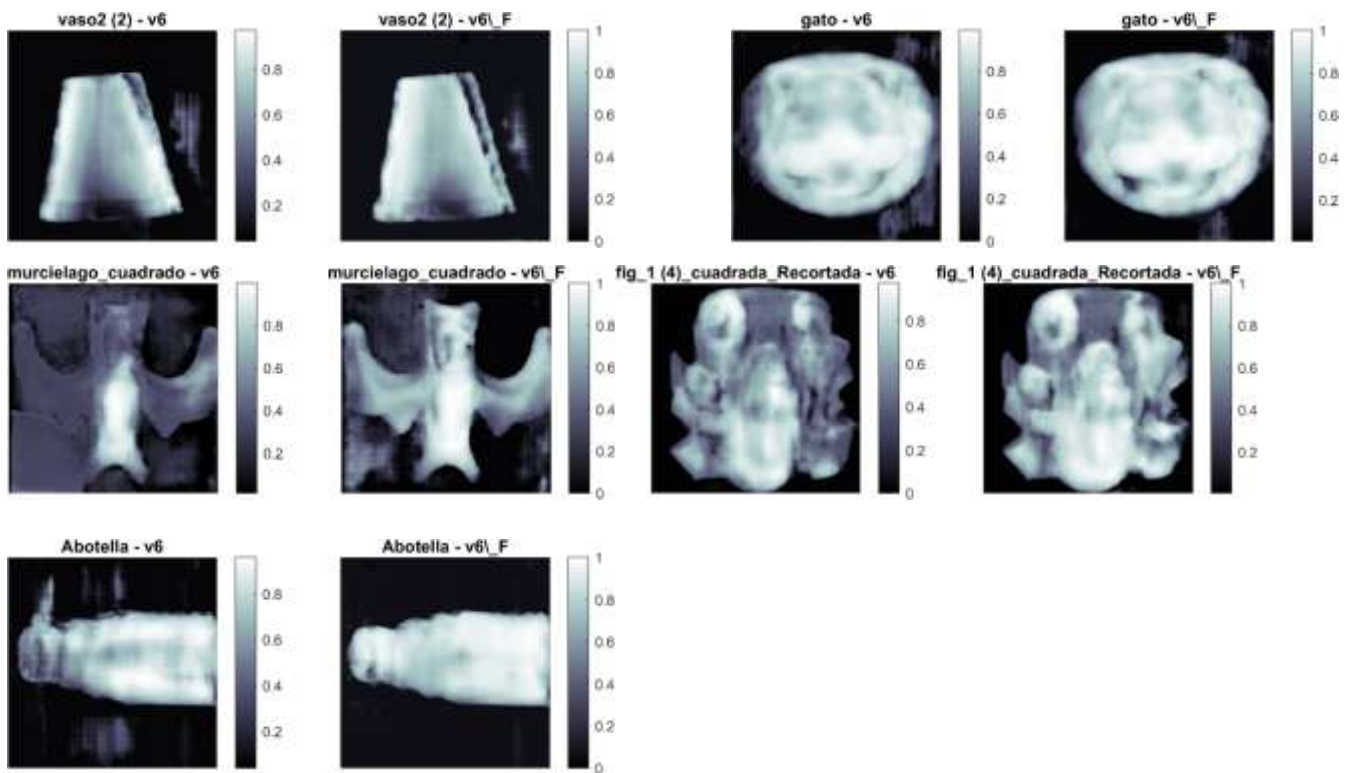 vaso2 (2) - v6 vaso2 (2) - v6\_F gato - v6 gato - v6\_F
0.8 1 0.8 1
0.6 0.8 0.6 0.8
0.4 0.6 0.4 0.6
0.2 0.4 0.2 0.4
0.2 0.2
0
murcielago_cuadrado - v6 murcielago_cuadrado - v6\_F fig_1 (4)_cuadrada_Recortada - v6 fig_1 (4)_cuadrada_Recortada - v6\_F
0.8 1 0.8 1
0.6 0.8 0.6 0.8
0.4 0.6 0.4 0.6
0.2 0.4 0.2 0.4
0.2 0 0.2
0
Abotella - v6 Abotella - v6\_F
0.8 1
0.6 0.8
0.4 0.6
0.2 0.4
0.2
0